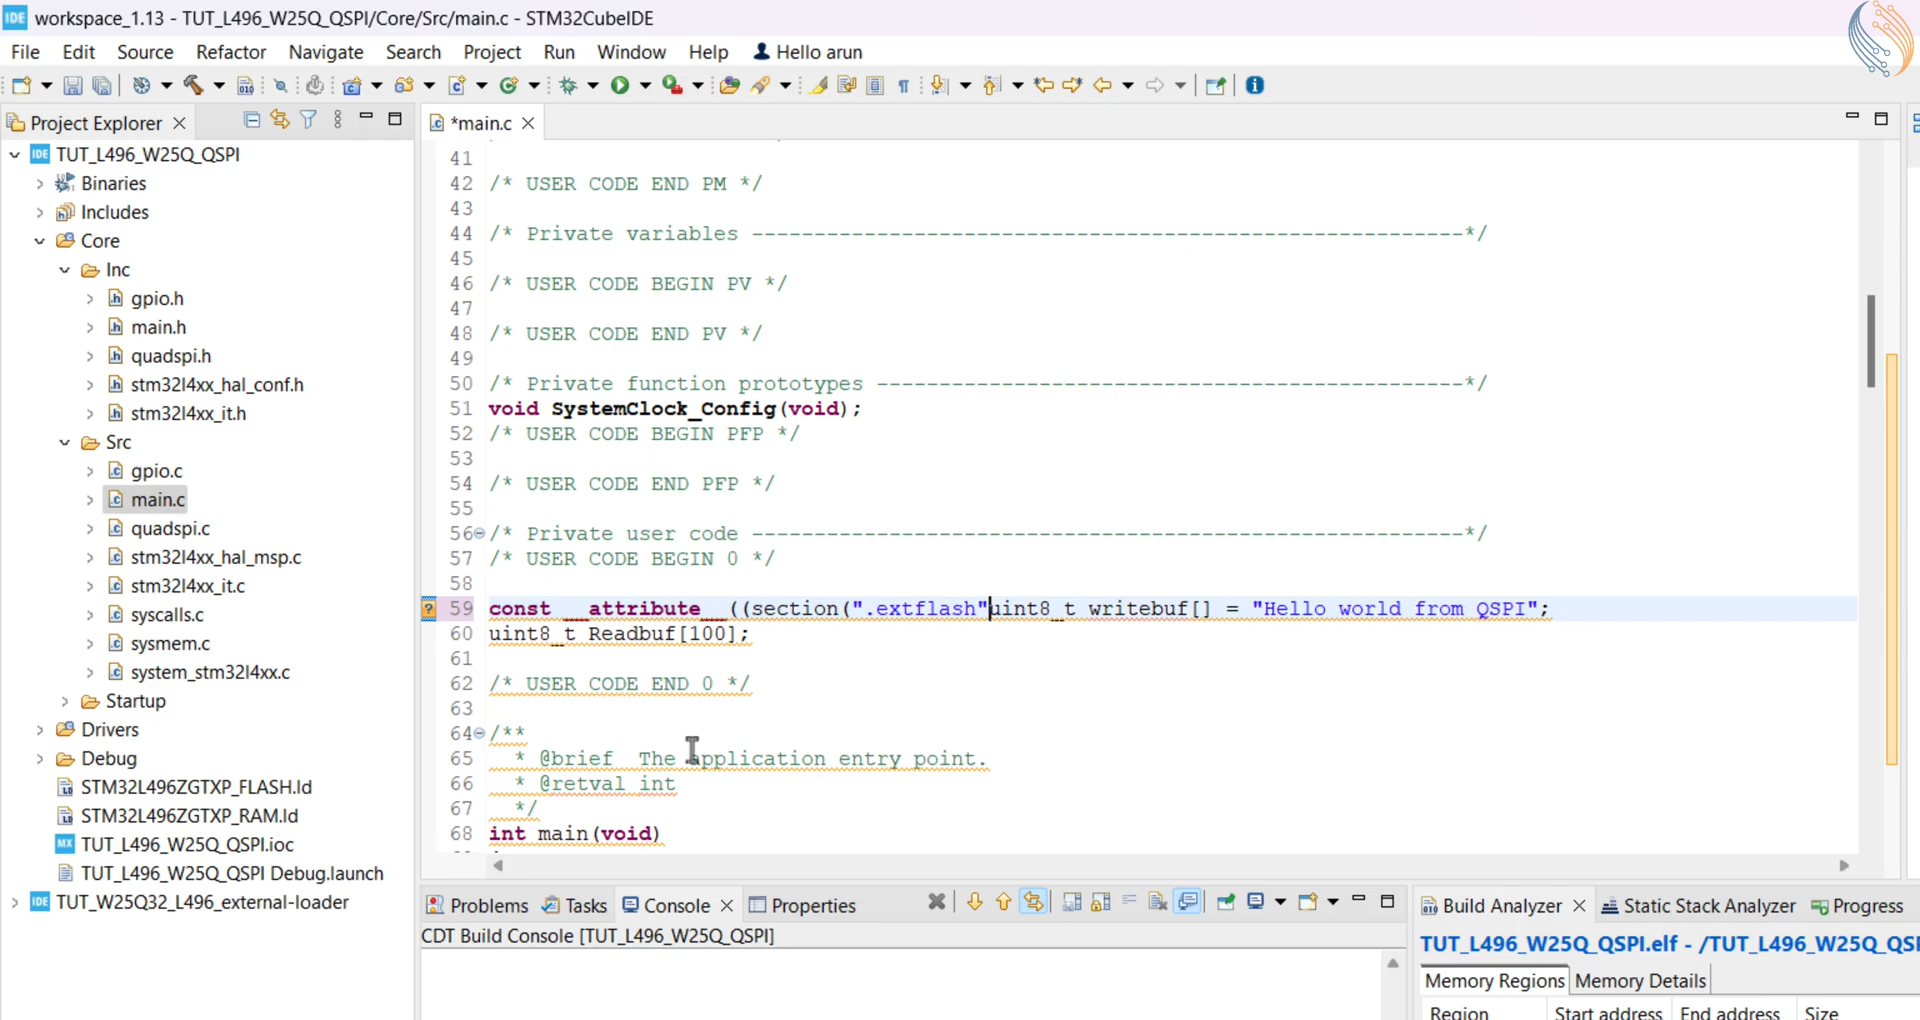 IDE workspace_1.13 - TUT_L496_W25Q_QSPI/Core/Src/main.c - STM32CubeIDE
File Edit Source Refactor Navigate Search Project Run Window Help Hello arun
Project Explorer
*main.c
IDE TUT_L496_W25Q_QSPI
Binaries
Includes
Core
Inc
gpio.h
main.h
quadspi.h
stm32l4xx_hal_conf.h
stm32l4xx_it.h
Src
gpio.c
main.c
quadspi.c
stm32l4xx_hal_msp.c
stm32l4xx_it.c
syscalls.c
sysmem.c
system_stm32l4xx.c
Startup
Drivers
Debug
STM32L496ZGTXP_FLASH.ld
STM32L496ZGTXP_RAM.ld
MX TUT_L496_W25Q_QSPI.ioc
TUT_L496_W25Q_QSPI Debug.launch
IDE TUT_W25Q32_L496_external-loader
41
42 /* USER CODE END PM */
43
44 /* Private variables ---------------------------------------------------------*/
45
46 /* USER CODE BEGIN PV */
47
48 /* USER CODE END PV */
49
50 /* Private function prototypes -----------------------------------------------*/
51 void SystemClock_Config(void);
52 /* USER CODE BEGIN PFP */
53
54 /* USER CODE END PFP */
55
56 /* Private user code ---------------------------------------------------------*/
57 /* USER CODE BEGIN 0 */
58
59 const __attribute__((section(".extflash"uint8_t writebuf[] = "Hello world from QSPI";
60 uint8_t Readbuf[100];
61
62 /* USER CODE END 0 */
63
64 /**
65 * @brief The application entry point.
66 * @retval int
67 */
68 int main(void)
Problems Tasks Console Properties
CDT Build Console [TUT_L496_W25Q_QSPI]
Build Analyzer Static Stack Analyzer Progress
TUT_L496_W25Q_QSPI.elf - /TUT_L496_W25Q_QSP
Memory Regions Memory Details
Region Start address End address Size